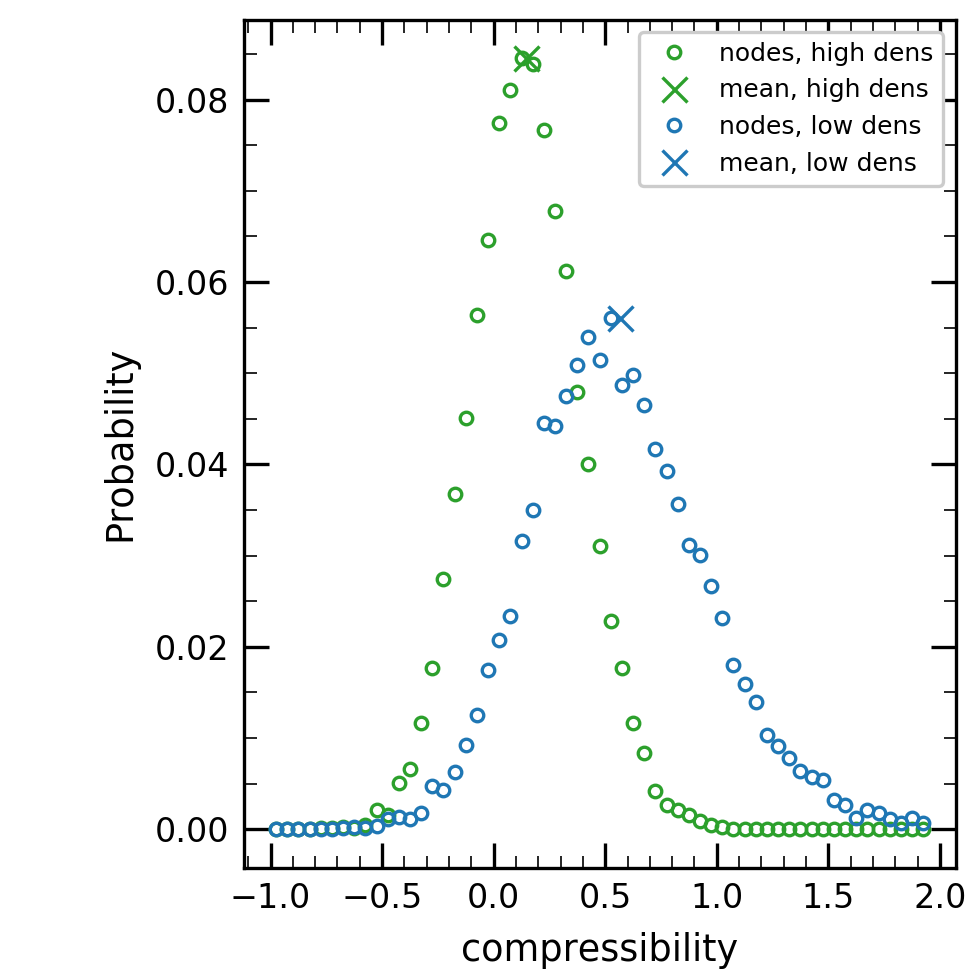 nodes, high dens
mean, high dens
nodes, low dens
mean, low dens
0.08
0.06
0.04
0.02
0.00
Probability
−1.0 −0.5 0.0 0.5 1.0 1.5 2.0
compressibility